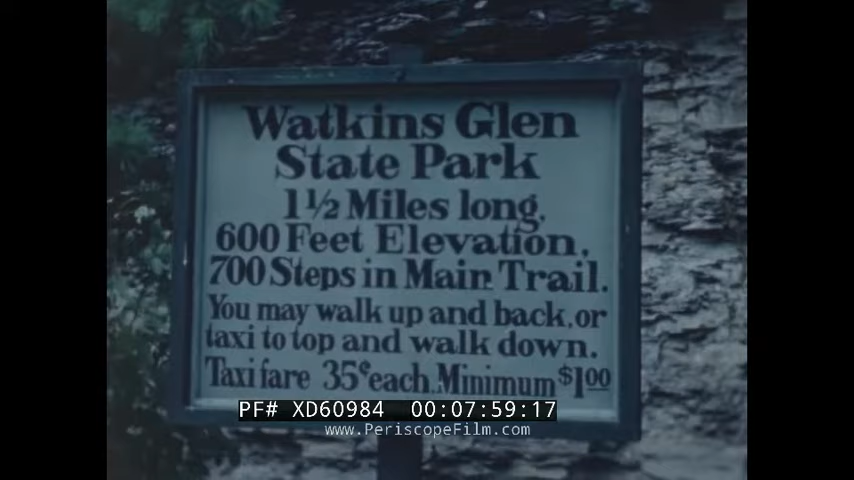 Watkins Glen
State Park
1½ Miles long,
600 Feet Elevation,
700 Steps in Main Trail.
You may walk up and back, or
taxi to top and walk down.
Taxi fare 35¢ each. Minimum $1.00
PF# XD60984 00:07:59:17
www.PeriscopeFilm.com